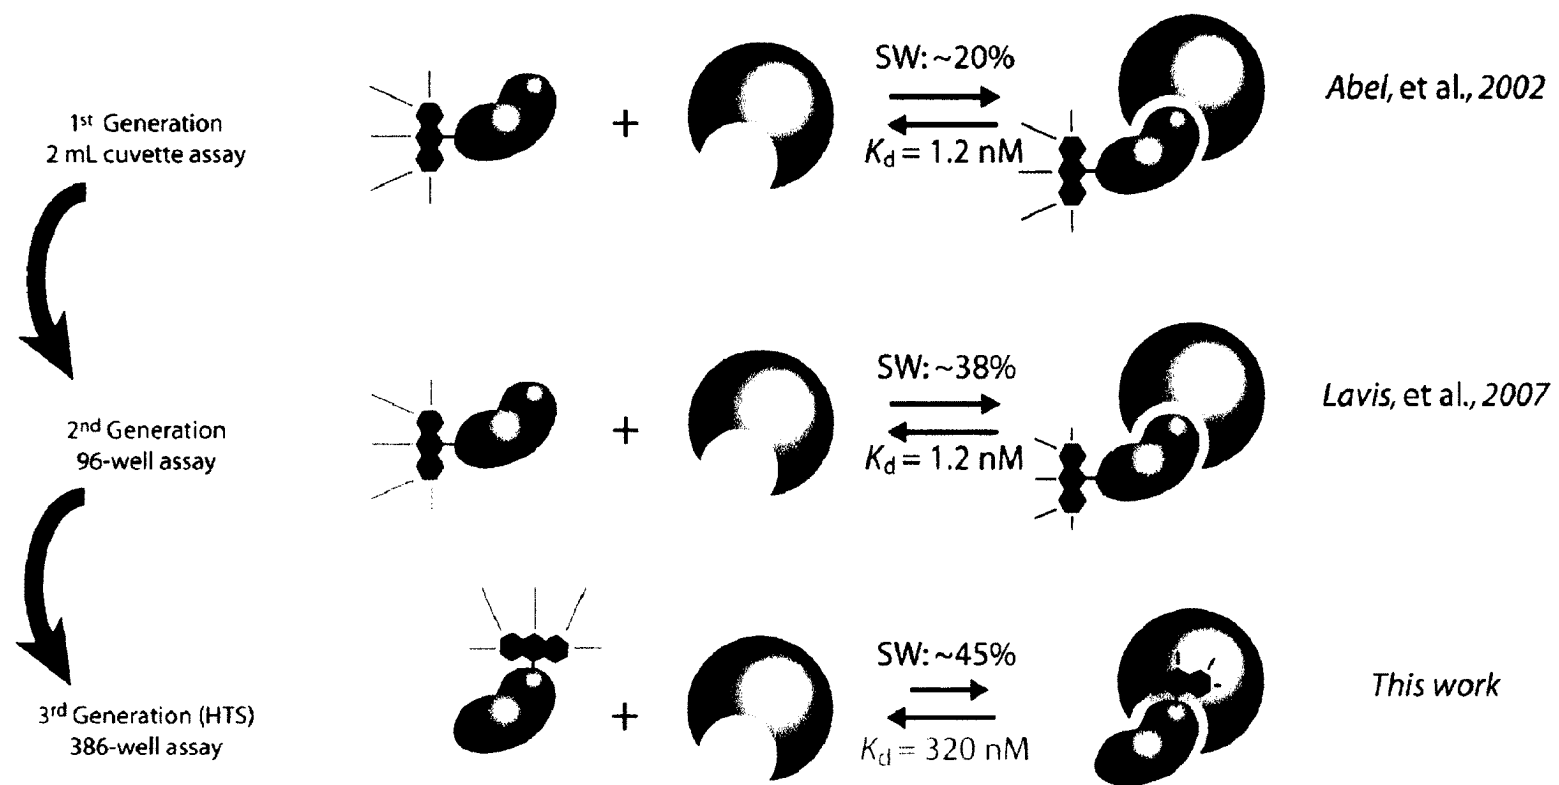 1st Generation
2 mL cuvette assay
SW: ~20%
Kd = 1.2 nM
Abel, et al., 2002
2nd Generation
96-well assay
SW: ~38%
Kd = 1.2 nM
Lavis, et al., 2007
3rd Generation (HTS)
386-well assay
SW: ~45%
Kd = 320 nM
This work
+
+
+